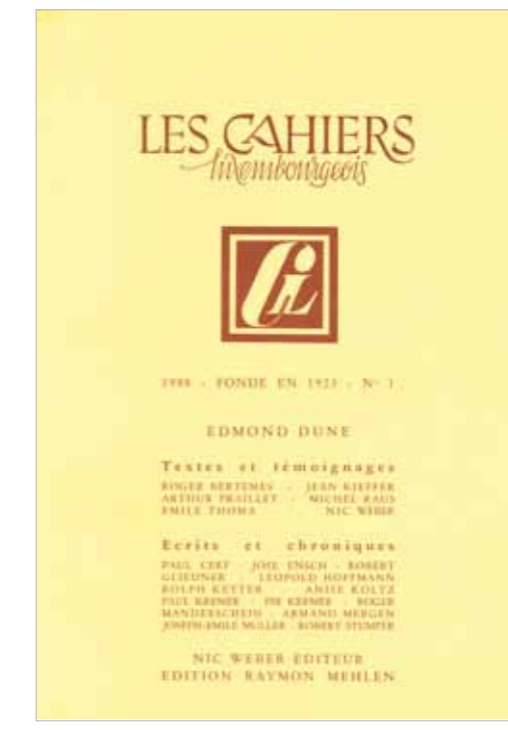 LES CAHIERS
luxembourgeois
CL
1988 - FONDE EN 1923 - N° 1
EDMOND DUNE
Textes et témoignages
ROGER BERTEMES - JEAN KIEFFER
ARTHUR PRAILLET - MICHEL RAUS
EMILE THOMA NIC WEBER
Ecrits et chroniques
PAUL CERF - JOSE ENSCH - ROBERT
GLIEDNER - LEOPOLD HOFFMANN
ROLPH KETTER - ANISE KOLTZ
PAUL KREMER - PIR KREMER - ROGER
MANDERSCHEID - ARMAND MERGEN
JOSEPH-EMILE MULLER - ROBERT STUMPER
NIC WEBER EDITEUR
EDITION RAYMON MEHLEN